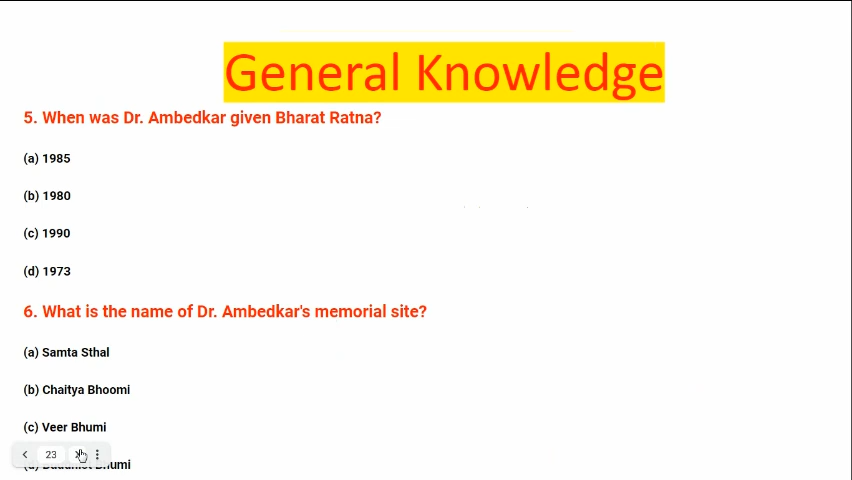 General Knowledge
5. When was Dr. Ambedkar given Bharat Ratna?
(a) 1985
(b) 1980
(c) 1990
(d) 1973
6. What is the name of Dr. Ambedkar's memorial site?
(a) Samta Sthal
(b) Chaitya Bhoomi
(c) Veer Bhumi
23